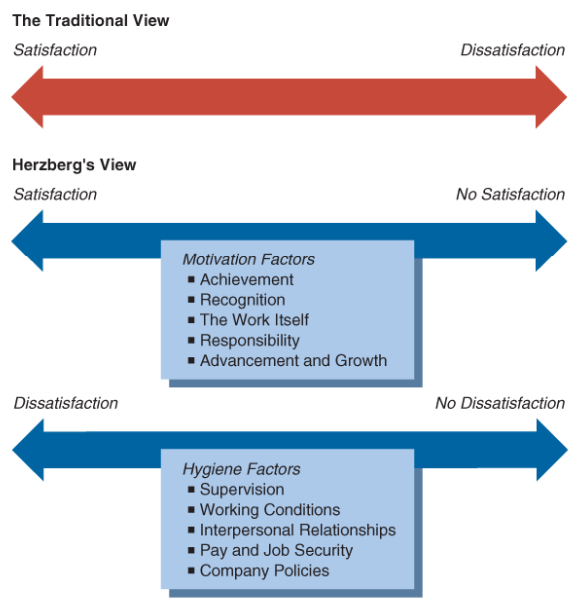 The Traditional View
Satisfaction Dissatisfaction
Herzberg's View
Satisfaction No Satisfaction
Motivation Factors
■ Achievement
■ Recognition
■ The Work Itself
■ Responsibility
■ Advancement and Growth
Dissatisfaction No Dissatisfaction
Hygiene Factors
■ Supervision
■ Working Conditions
■ Interpersonal Relationships
■ Pay and Job Security
■ Company Policies